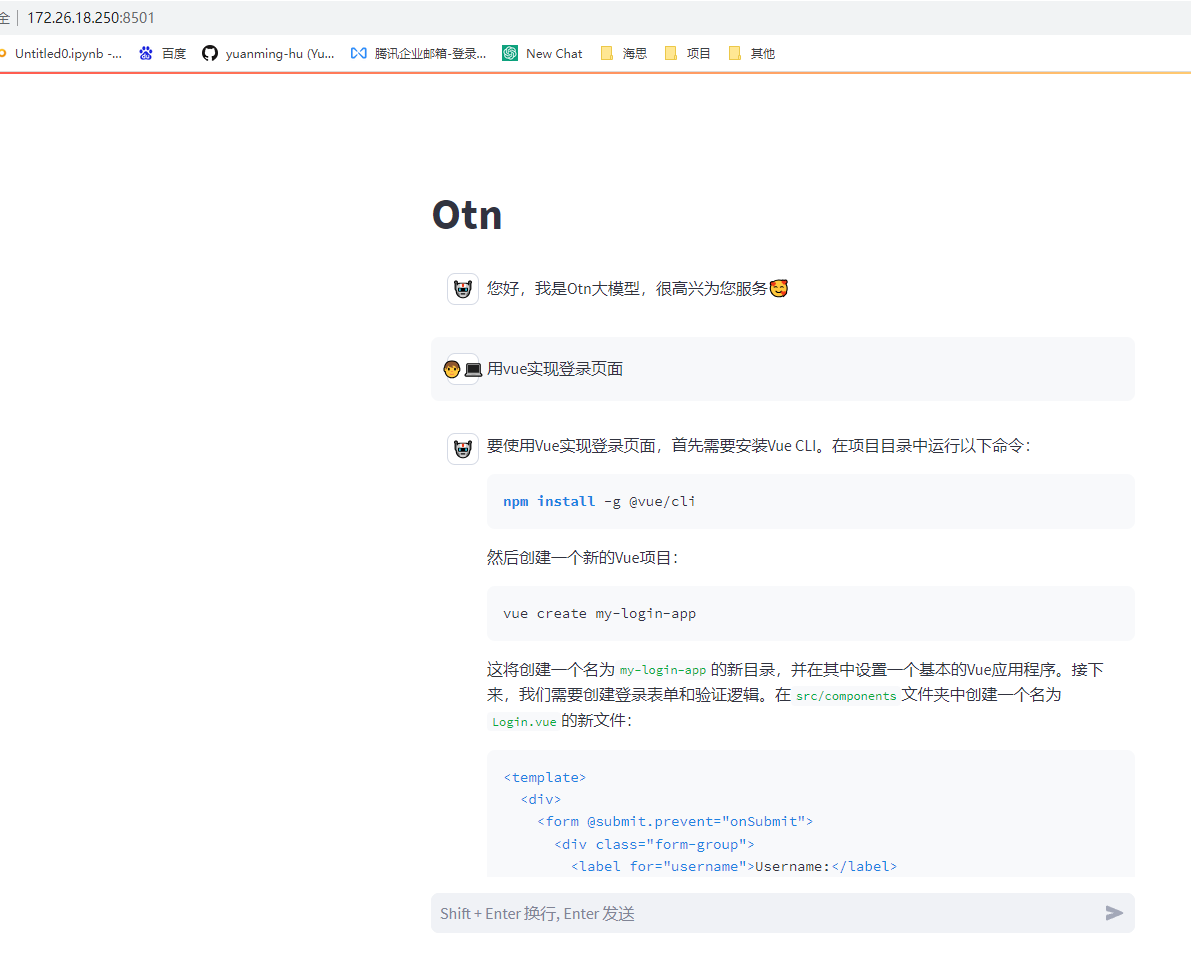 全 | 172.26.18.250:8501
Untitled0.ipynb -... 百度 yuanming-hu (Yu... 腾讯企业邮箱-登录... New Chat 海思 项目 其他
Otn
您好，我是Otn大模型，很高兴为您服务🥰
用vue实现登录页面
要使用Vue实现登录页面，首先需要安装Vue CLI。在项目目录中运行以下命令：
npm install -g @vue/cli
然后创建一个新的Vue项目：
vue create my-login-app
这将创建一个名为 my-login-app 的新目录，并在其中设置一个基本的Vue应用程序。接下
来，我们需要创建登录表单和验证逻辑。在 src/components 文件夹中创建一个名为
Login.vue 的新文件：
<template>
  <div>
    <form @submit.prevent="onSubmit">
      <div class="form-group">
        <label for="username">Username:</label>
Shift + Enter 换行, Enter 发送